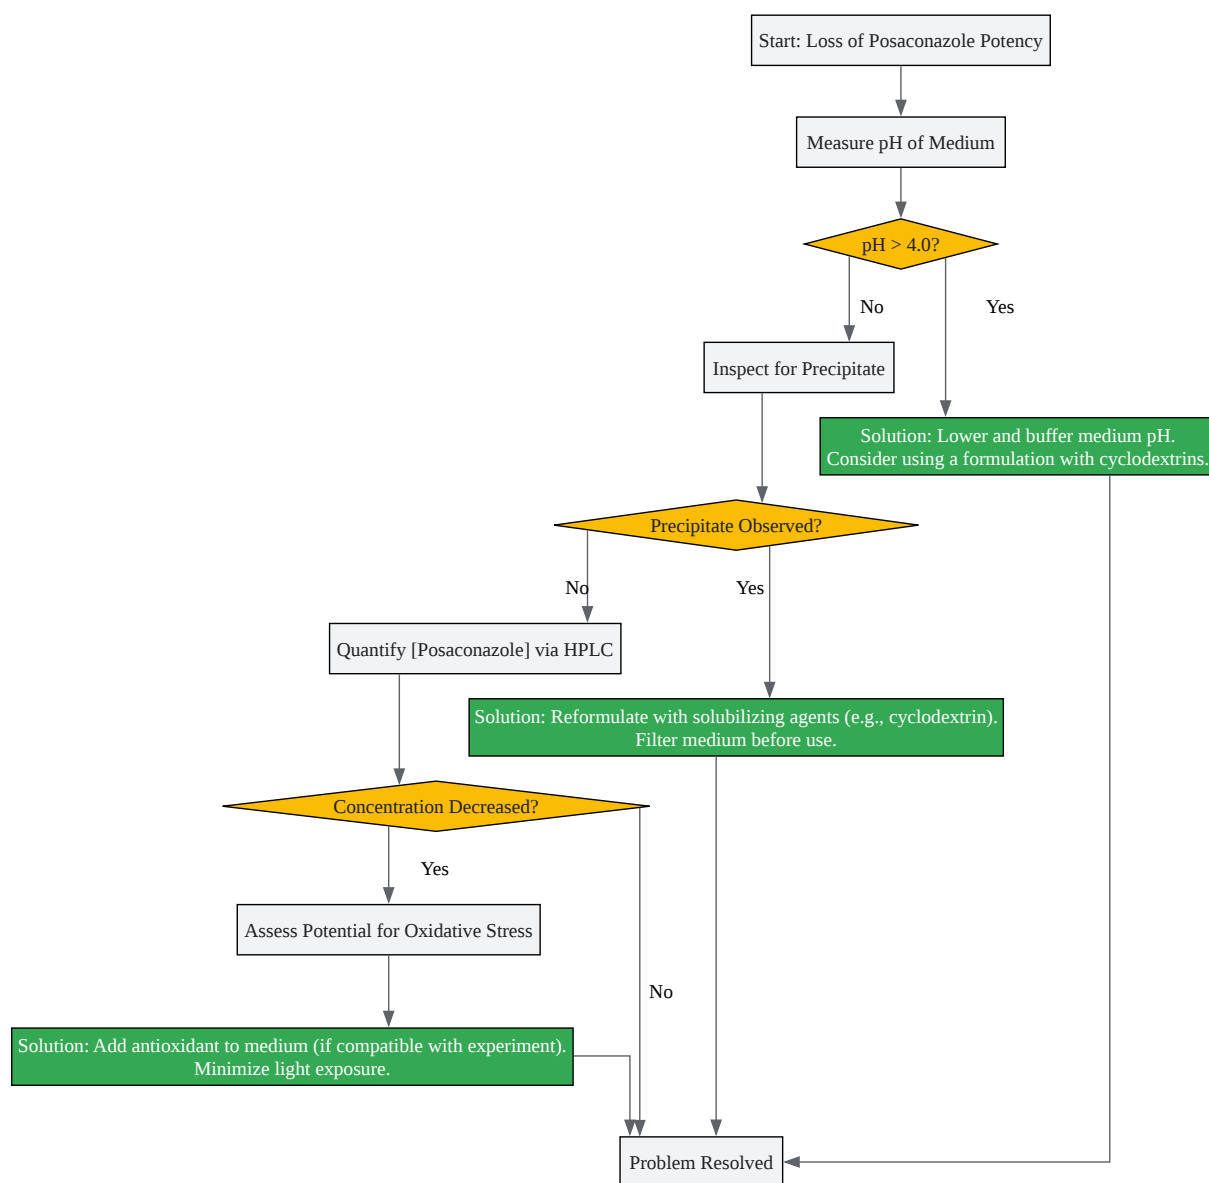 Start: Loss of Posaconazole Potency
Measure pH of Medium
pH > 4.0?
No
Yes
Inspect for Precipitate
Solution: Lower and buffer medium pH.
Consider using a formulation with cyclodextrins.
Precipitate Observed?
No
Yes
Quantify [Posaconazole] via HPLC
Solution: Reformulate with solubilizing agents (e.g., cyclodextrin).
Filter medium before use.
Concentration Decreased?
Yes
Assess Potential for Oxidative Stress
No
Solution: Add antioxidant to medium (if compatible with experiment).
Minimize light exposure.
Problem Resolved